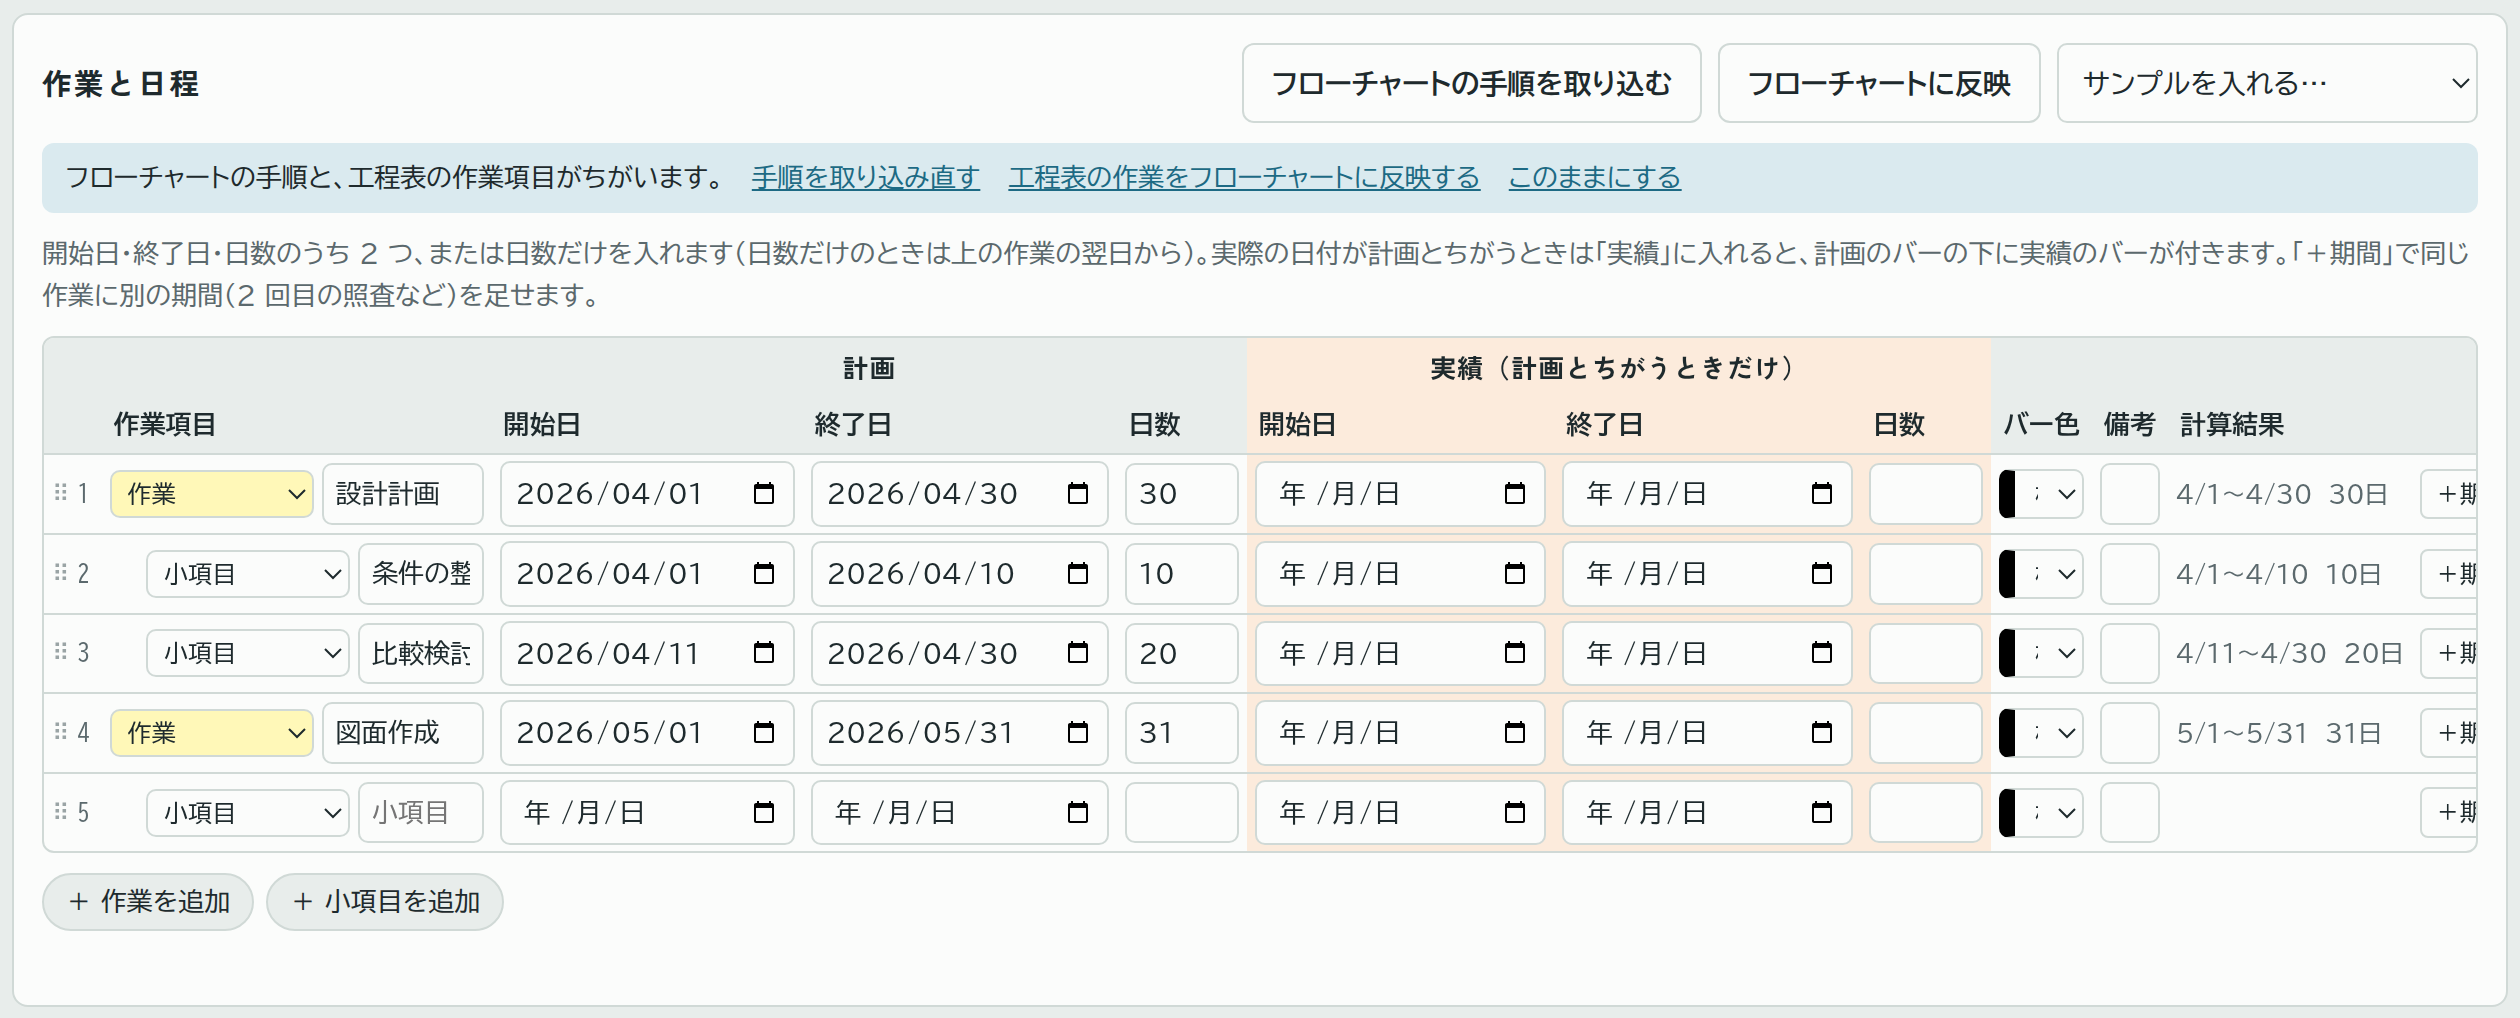 作業と日程
フローチャートの手順を取り込む
フローチャートに反映
サンプルを入れる…
フローチャートの手順と、工程表の作業項目がちがいます。 手順を取り込み直す 工程表の作業をフローチャートに反映する このままにする
開始日・終了日・日数のうち 2 つ、または日数だけを入れます(日数だけのときは上の作業の翌日から)。実際の日付が計画とちがうときは「実績」に入れると、計画のバーの下に実績のバーが付きます。「＋期間」で同じ
作業に別の期間(2 回目の照査など)を足せます。
計画 実績（計画とちがうときだけ）
作業項目 開始日 終了日 日数 開始日 終了日 日数 バー色 備考 計算結果
1 作業 設計計画 2026/04/01 2026/04/30 30 年 /月/日 年 /月/日 4/1〜4/30 30日 ＋
2 小項目 条件の整 2026/04/01 2026/04/10 10 年 /月/日 年 /月/日 4/1〜4/10 10日 ＋
3 小項目 比較検討 2026/04/11 2026/04/30 20 年 /月/日 年 /月/日 4/11〜4/30 20日 ＋
4 作業 図面作成 2026/05/01 2026/05/31 31 年 /月/日 年 /月/日 5/1〜5/31 31日 ＋
5 小項目 小項目 年 /月/日 年 /月/日 年 /月/日 年 /月/日 ＋
＋ 作業を追加 ＋ 小項目を追加